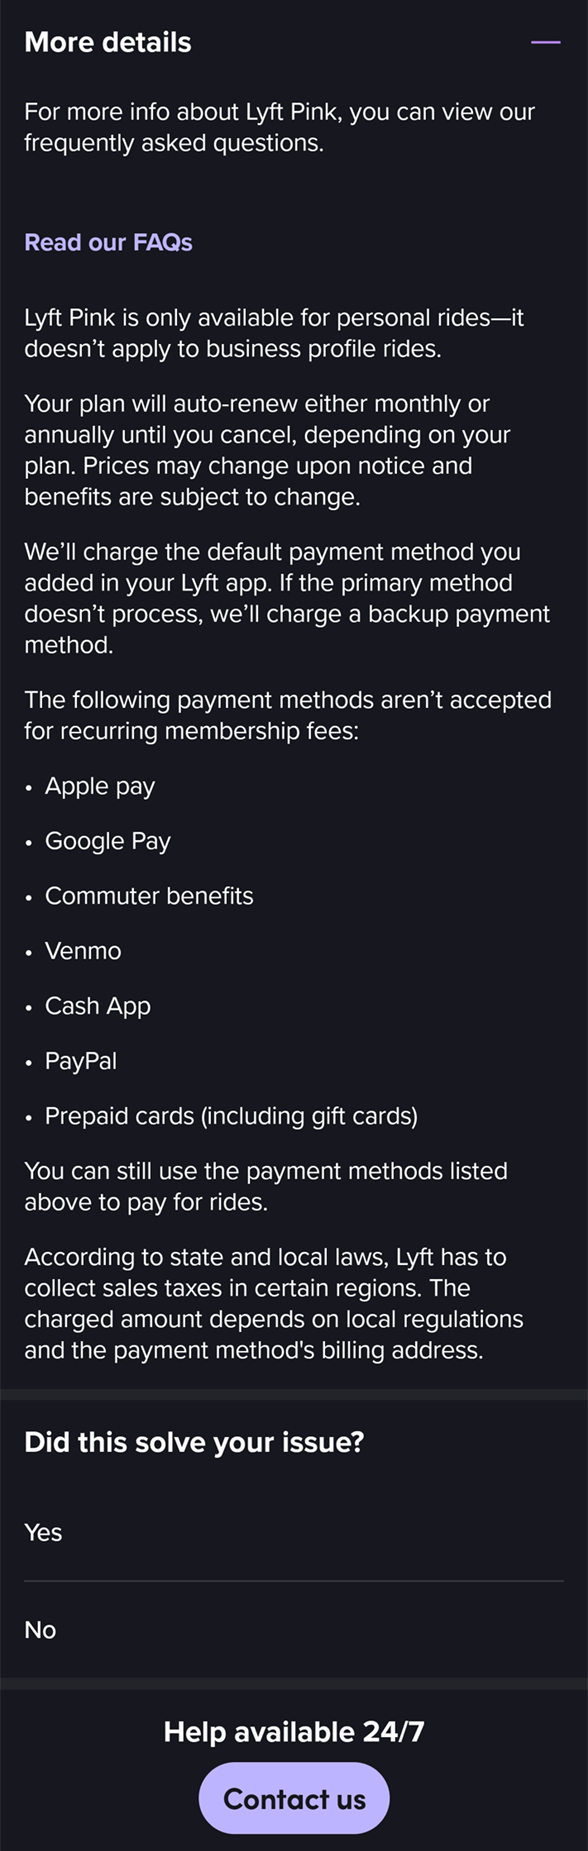 More details
For more info about Lyft Pink, you can view our
frequently asked questions.
Read our FAQs
Lyft Pink is only available for personal rides—it
doesn’t apply to business profile rides.
Your plan will auto-renew either monthly or
annually until you cancel, depending on your
plan. Prices may change upon notice and
benefits are subject to change.
We’ll charge the default payment method you
added in your Lyft app. If the primary method
doesn’t process, we’ll charge a backup payment
method.
The following payment methods aren’t accepted
for recurring membership fees:
• Apple pay
• Google Pay
• Commuter benefits
• Venmo
• Cash App
• PayPal
• Prepaid cards (including gift cards)
You can still use the payment methods listed
above to pay for rides.
According to state and local laws, Lyft has to
collect sales taxes in certain regions. The
charged amount depends on local regulations
and the payment method's billing address.
Did this solve your issue?
Yes
No
Help available 24/7
Contact us